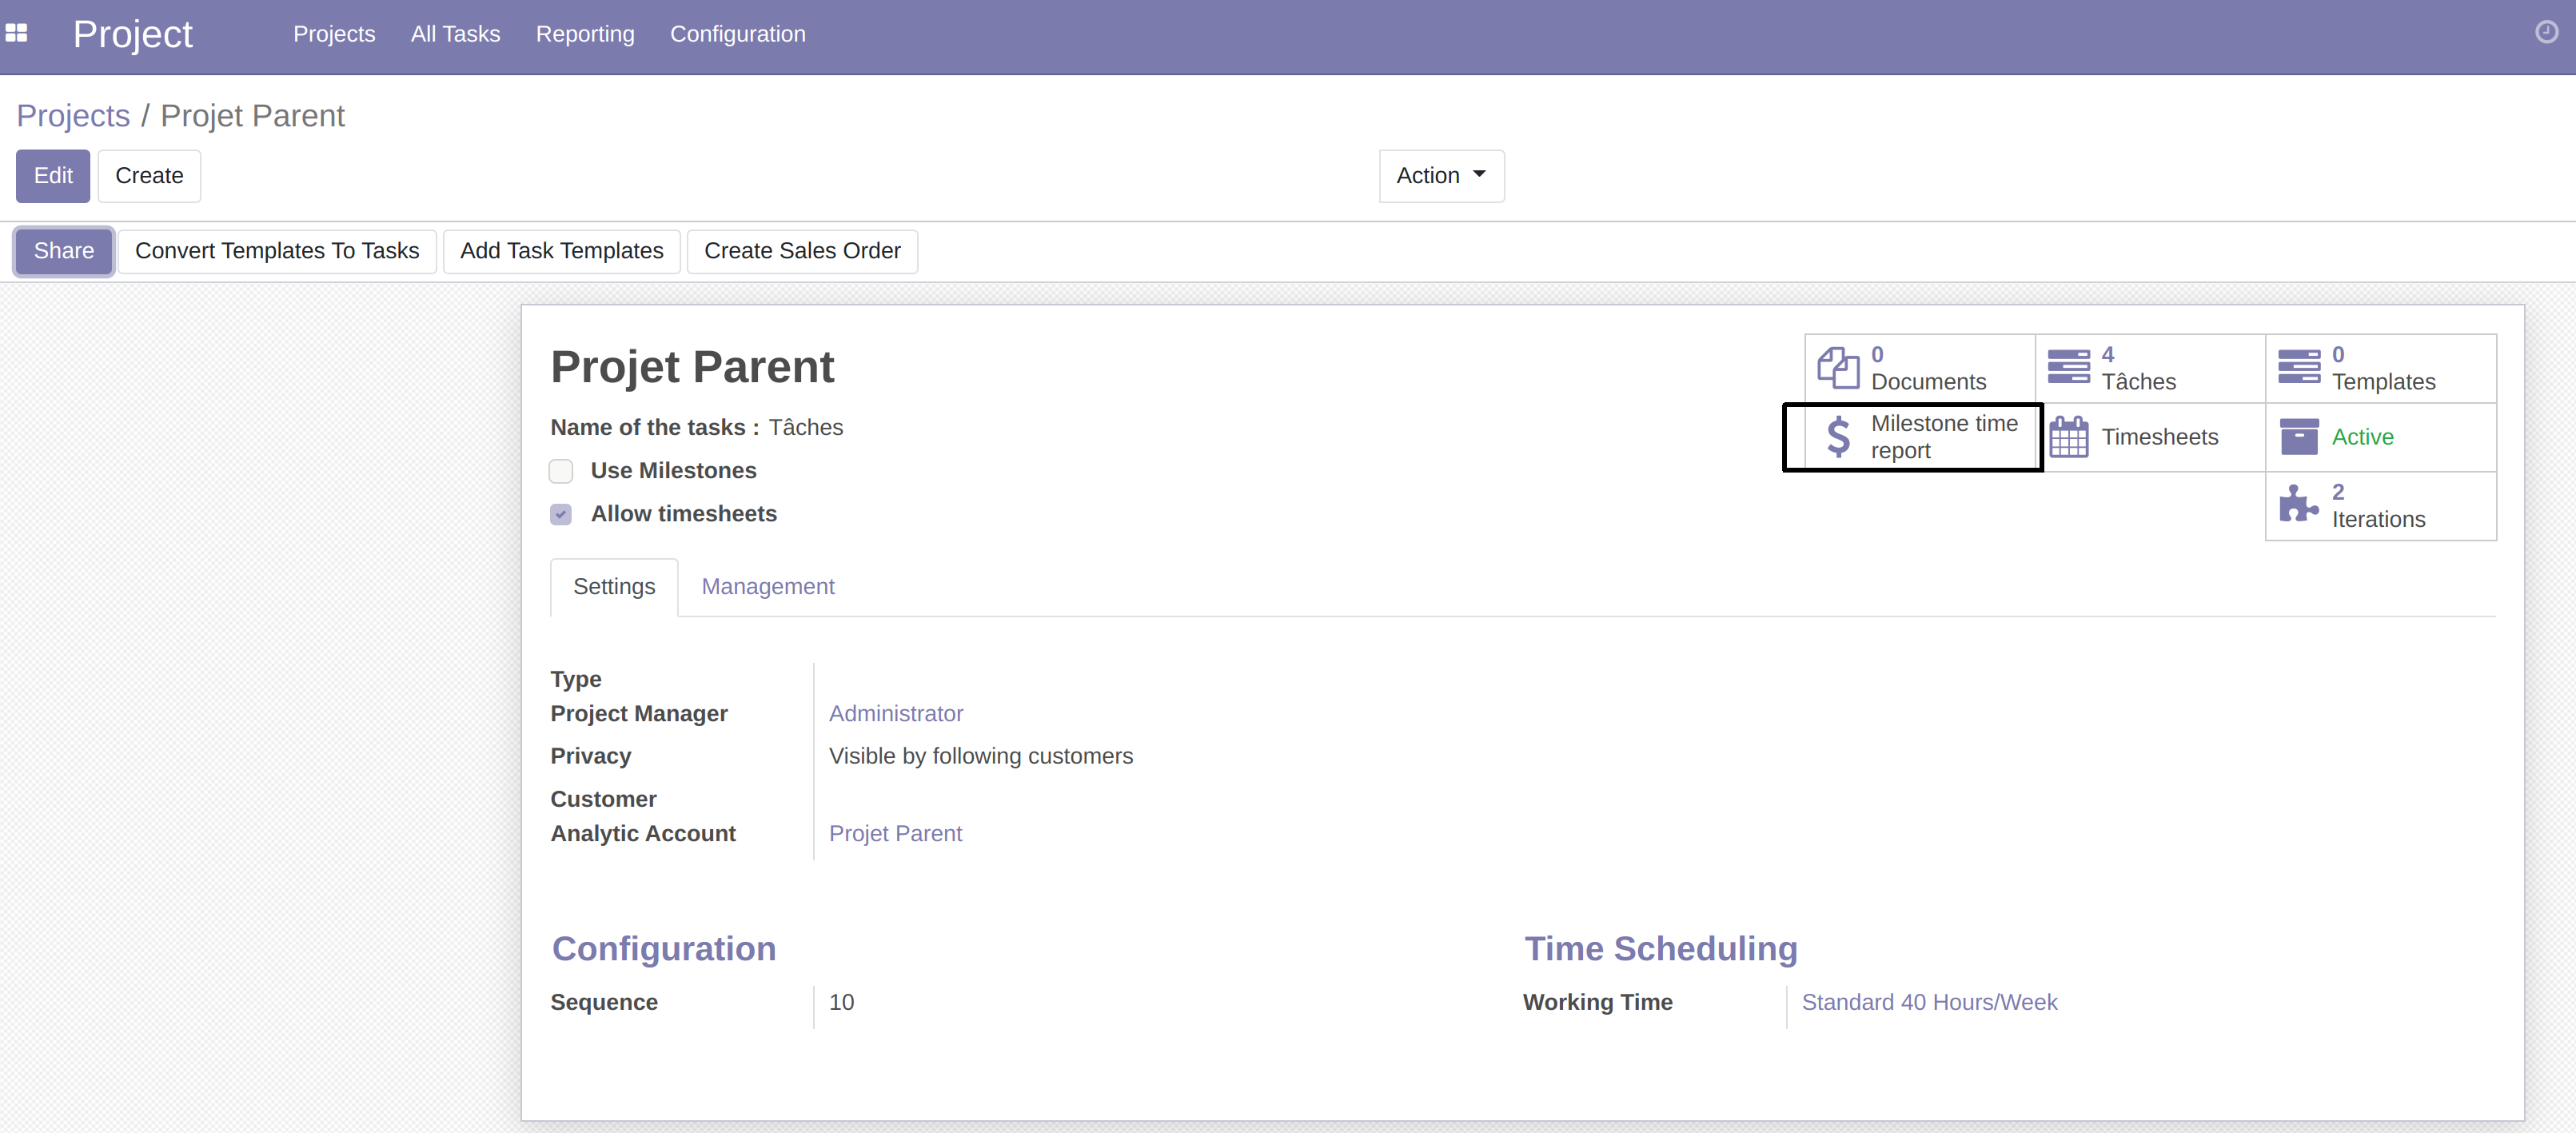 Project Projects All Tasks Reporting Configuration
Projects / Projet Parent
Edit Create Action
Share Convert Templates To Tasks Add Task Templates Create Sales Order
Projet Parent
0 Documents
4 Tâches
0 Templates
Milestone time report
Timesheets
Active
2 Iterations
Name of the tasks : Tâches
Use Milestones
Allow timesheets
Settings Management
Type
Project Manager Administrator
Privacy Visible by following customers
Customer
Analytic Account Projet Parent
Configuration
Sequence 10
Time Scheduling
Working Time Standard 40 Hours/Week